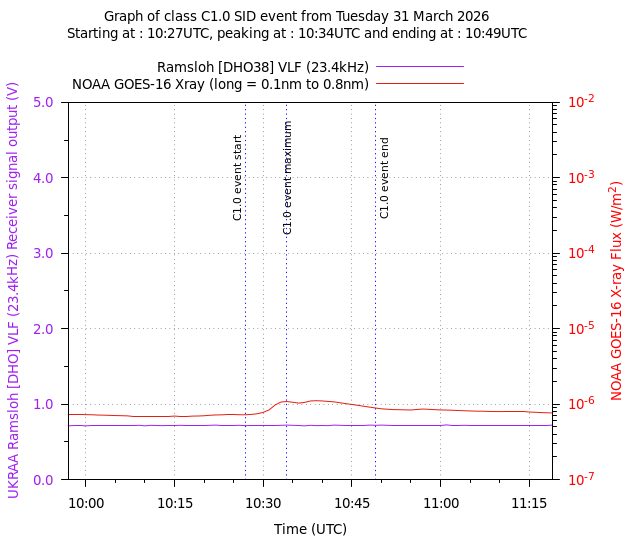 Graph of class C1.0 SID event from Tuesday 31 March 2026
Starting at : 10:27UTC, peaking at : 10:34UTC and ending at : 10:49UTC
Ramsloh [DHO38] VLF (23.4kHz)
NOAA GOES-16 Xray (long = 0.1nm to 0.8nm)
UKRAA Ramsloh [DHO] VLF (23.4kHz) Receiver signal output (V)
5.0
4.0
3.0
2.0
1.0
0.0
C1.0 event start
C1.0 event maximum
C1.0 event end
10^-2
10^-3
10^-4
10^-5
10^-6
10^-7
NOAA GOES-16 X-ray Flux (W/m^2)
10:00 10:15 10:30 10:45 11:00 11:15
Time (UTC)